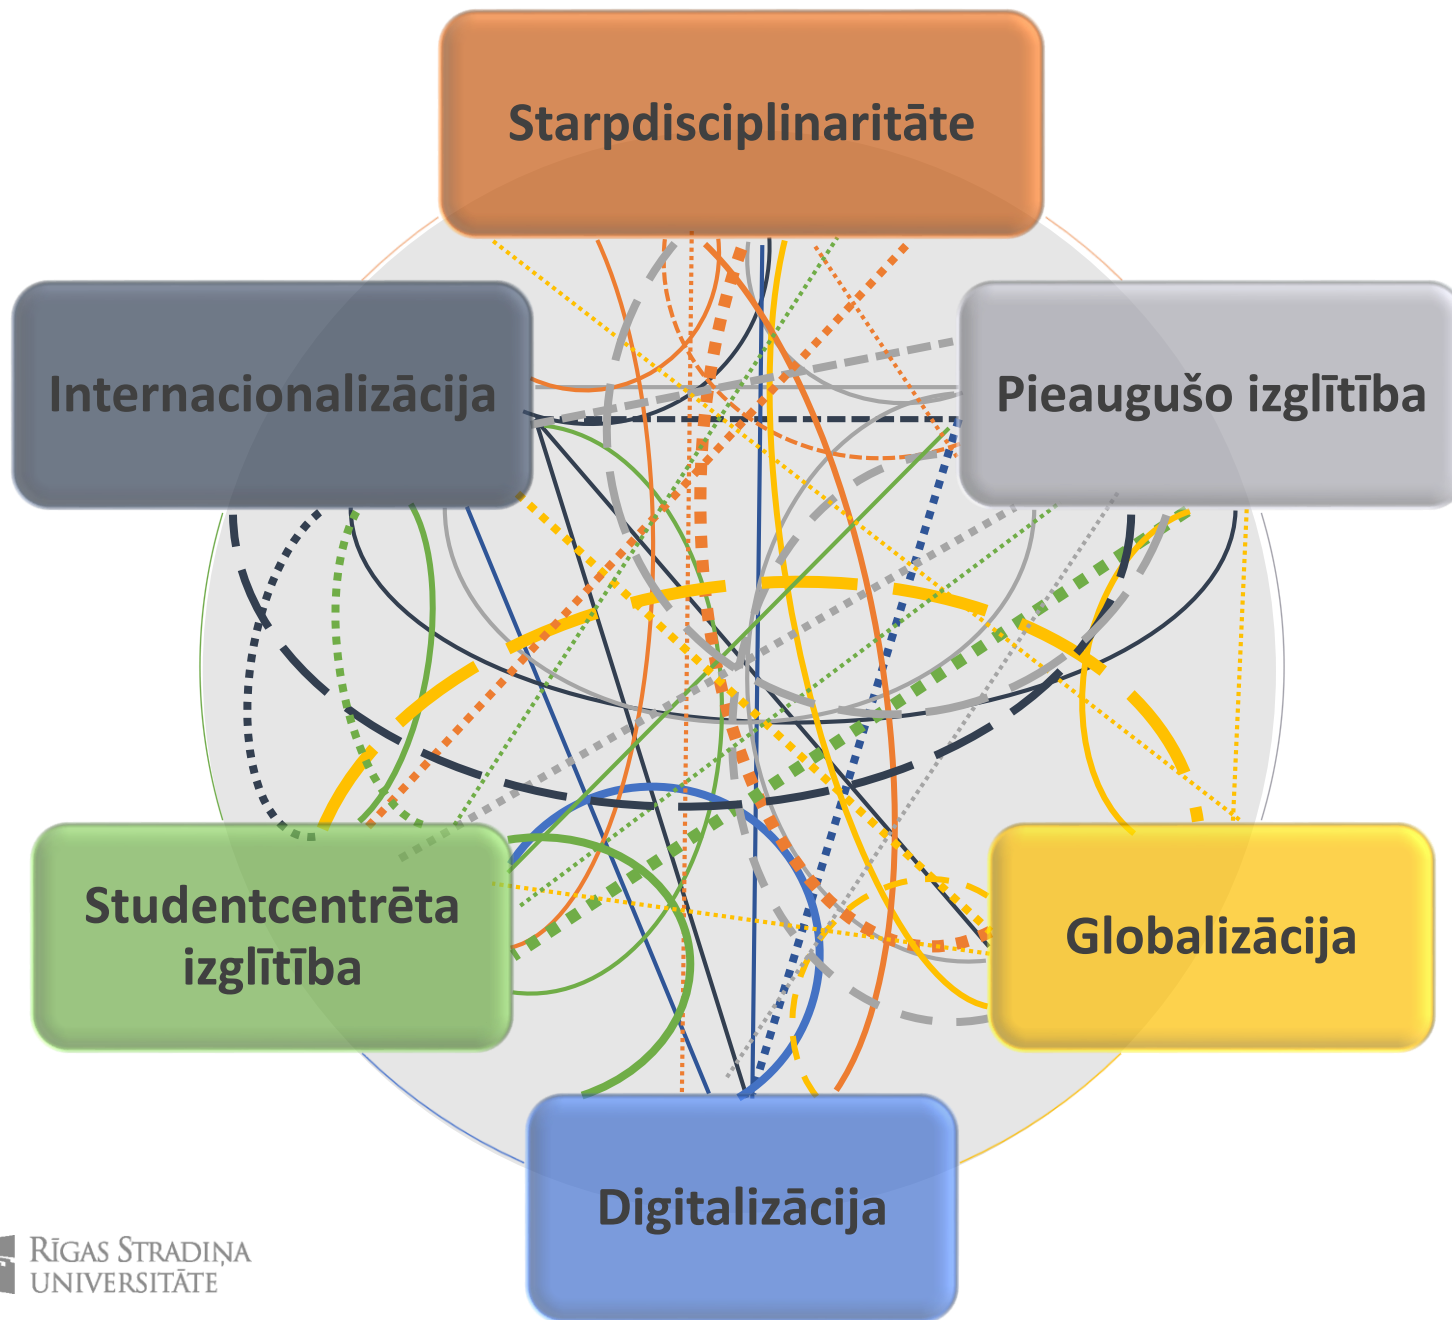 Starpdisciplinaritāte
Internacionalizācija
Pieaugušo izglītība
Studentcentrēta
izglītība
Globalizācija
Digitalizācija
RĪGAS STRADIŅA
UNIVERSITĀTE